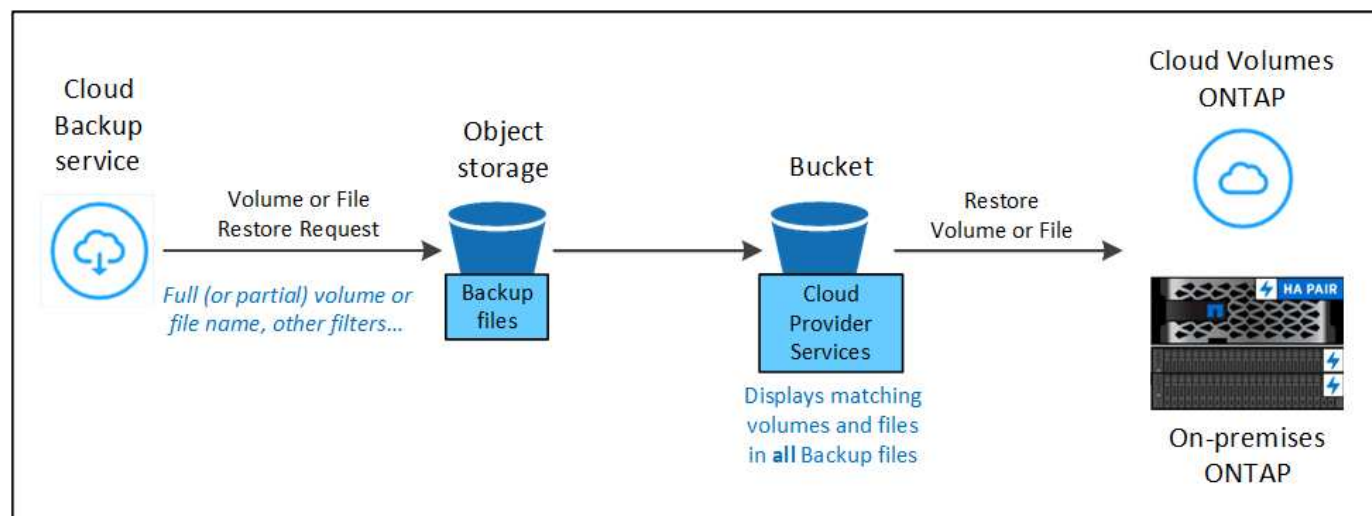 Cloud
Backup
service
Volume or File
Restore Request
Full (or partial) volume or
file name, other filters...
Object
storage
Backup
files
Bucket
Cloud
Provider
Services
Displays matching
volumes and files
in all Backup files
Restore
Volume or File
Cloud Volumes
ONTAP
HA PAIR
On-premises
ONTAP